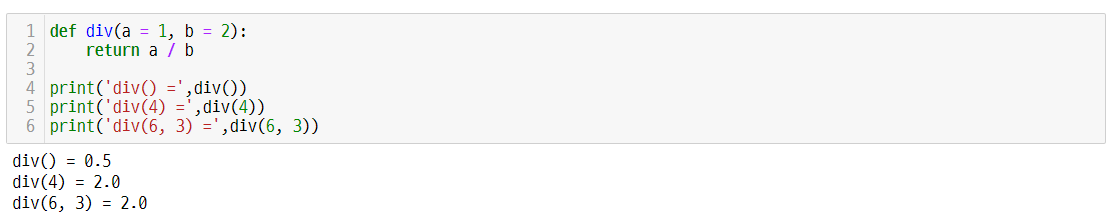 1 def div(a = 1, b = 2):
2     return a / b
3
4 print('div() =',div())
5 print('div(4) =',div(4))
6 print('div(6, 3) =',div(6, 3))
div() = 0.5
div(4) = 2.0
div(6, 3) = 2.0